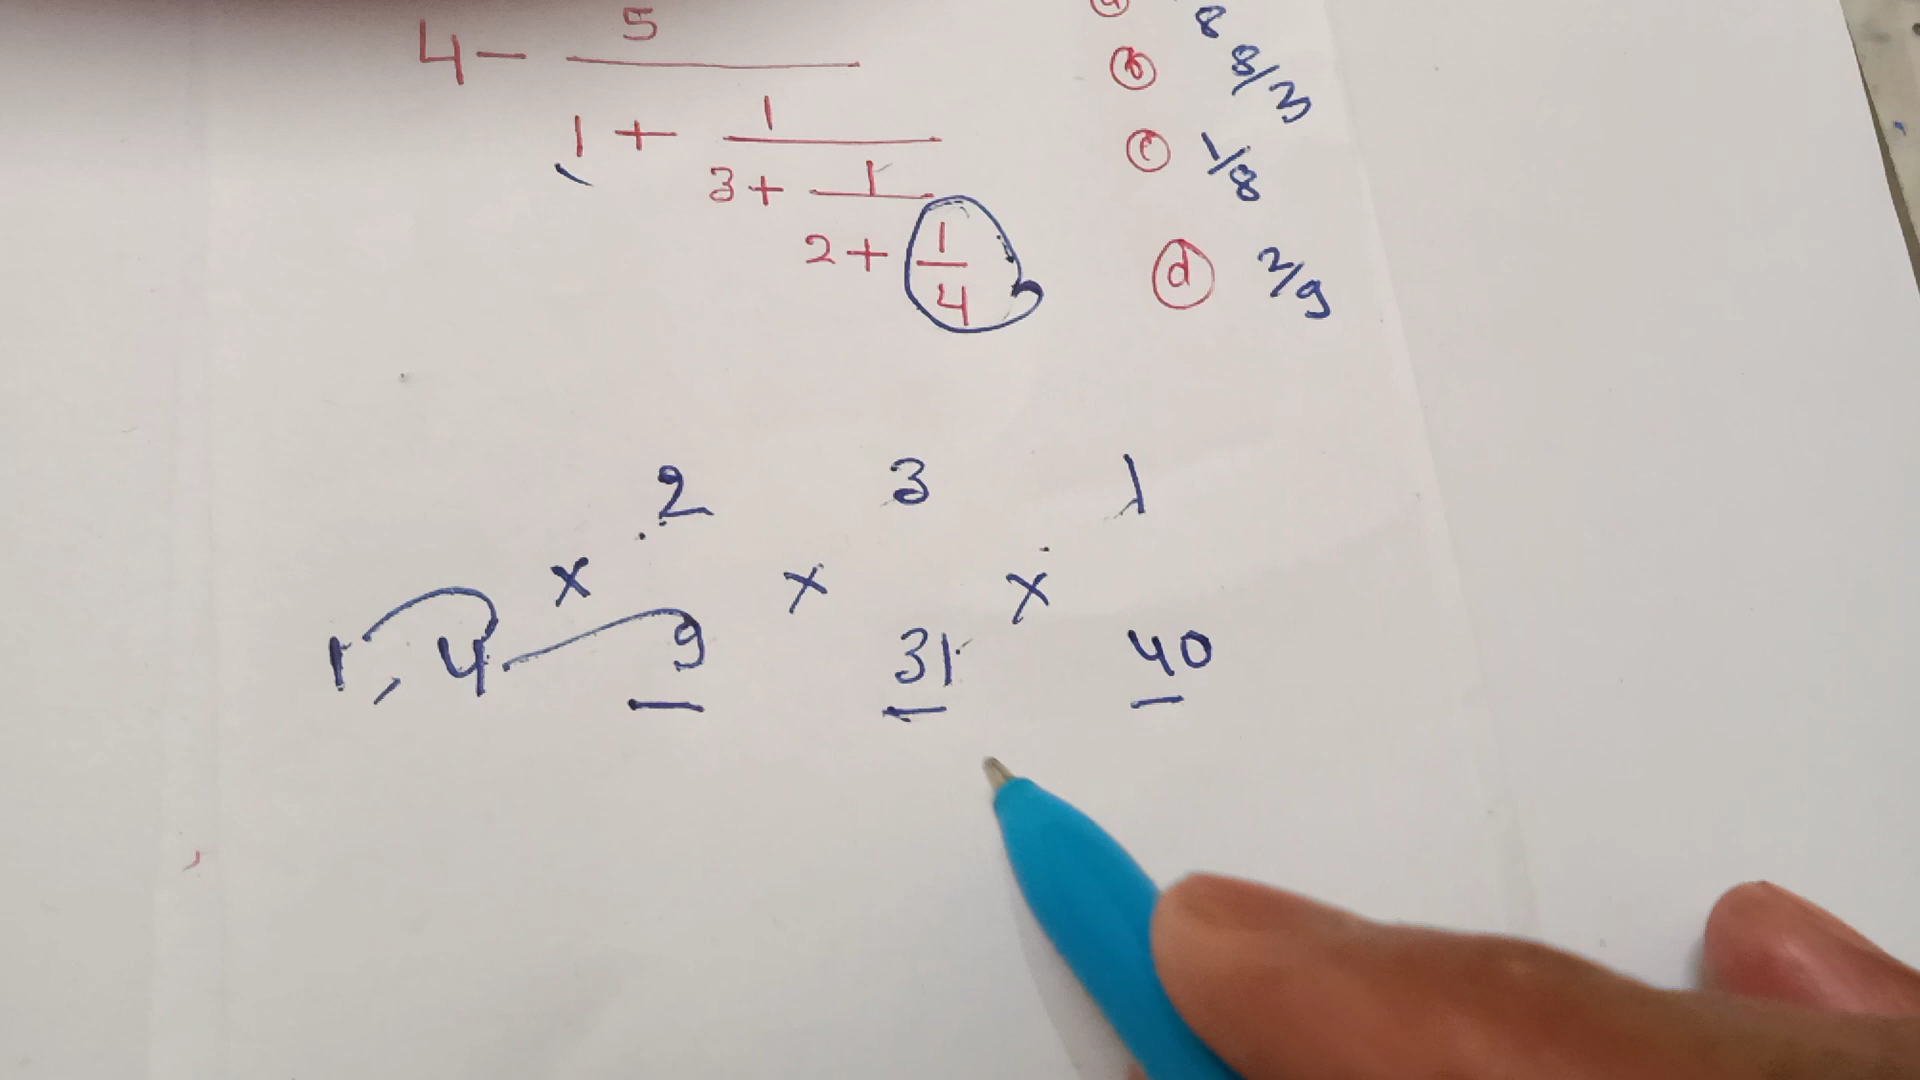 4 - 5
1 + 1
3 + 1
2 + 1
4
8
b 8/3
c 1/8
d 2/9
2 3 1
x x x
1, 4 9 31 40